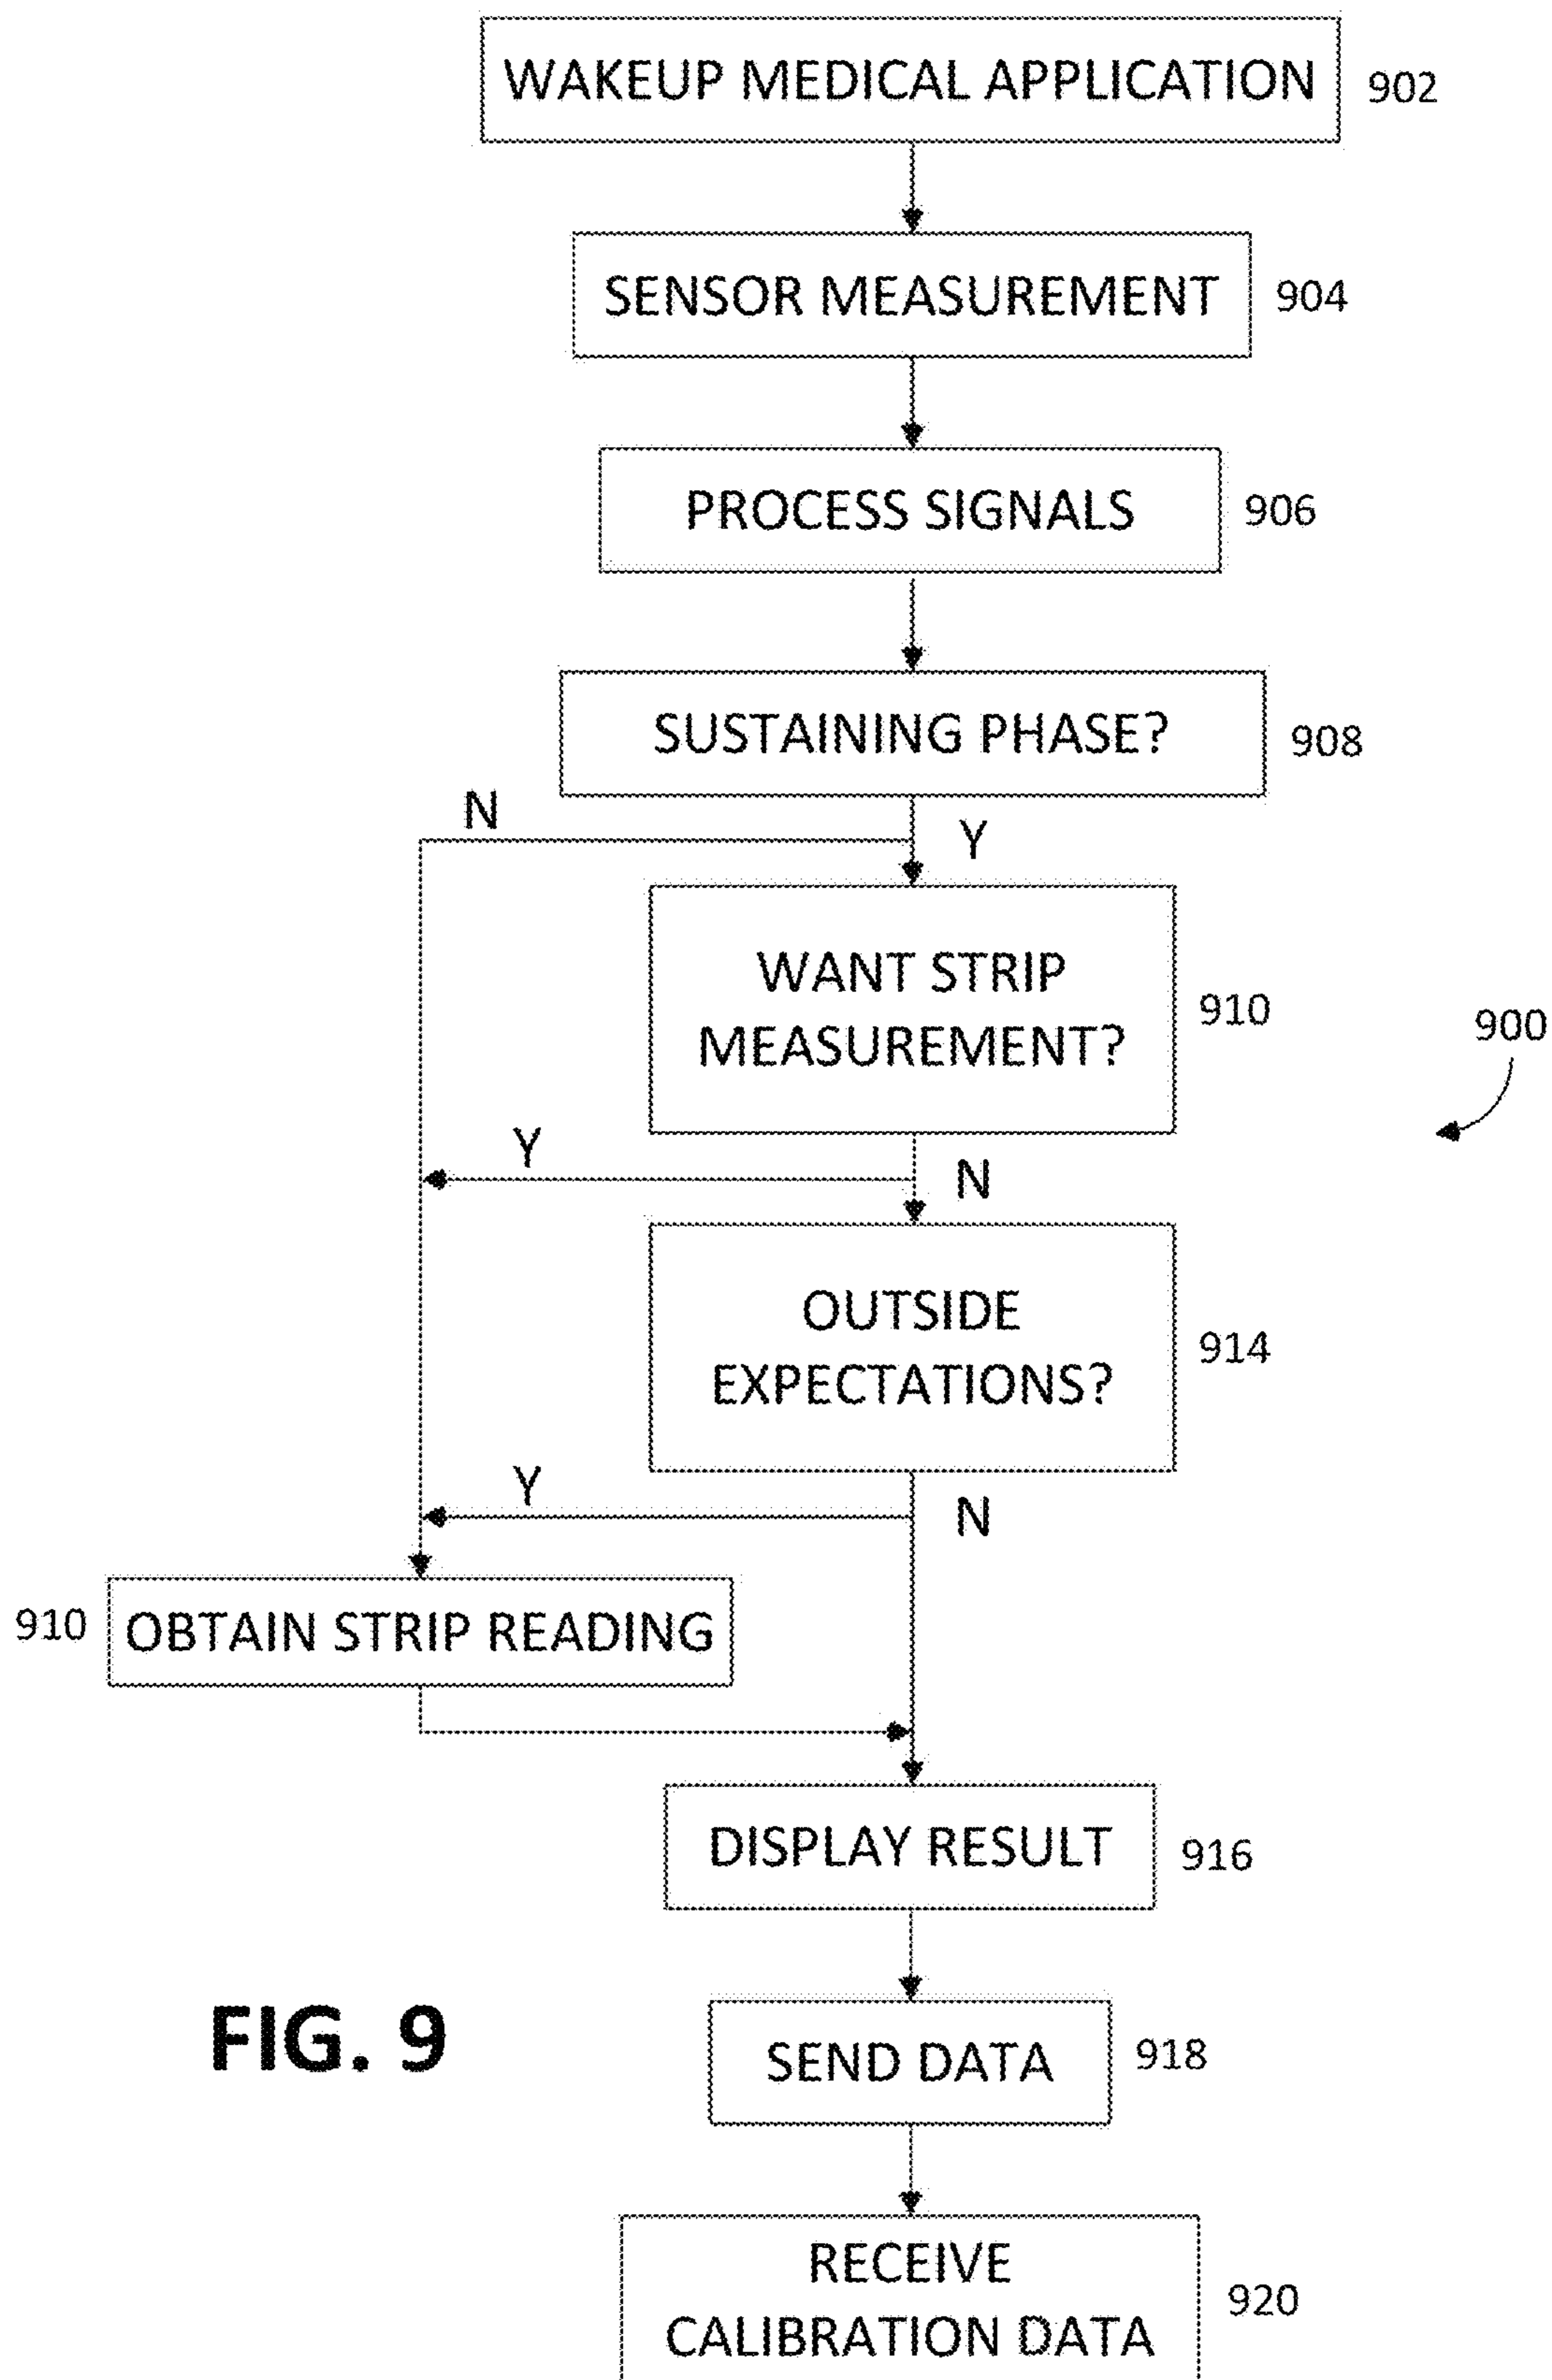 WAKEUP MEDICAL APPLICATION
902
SENSOR MEASUREMENT
904
PROCESS SIGNALS
906
SUSTAINING PHASE?
908
N
Y
WANT STRIP
MEASUREMENT?
910
900
Y
N
OUTSIDE
EXPECTATIONS?
914
Y
N
910
OBTAIN STRIP READING
DISPLAY RESULT
916
FIG. 9
SEND DATA
918
RECEIVE
CALIBRATION DATA
920